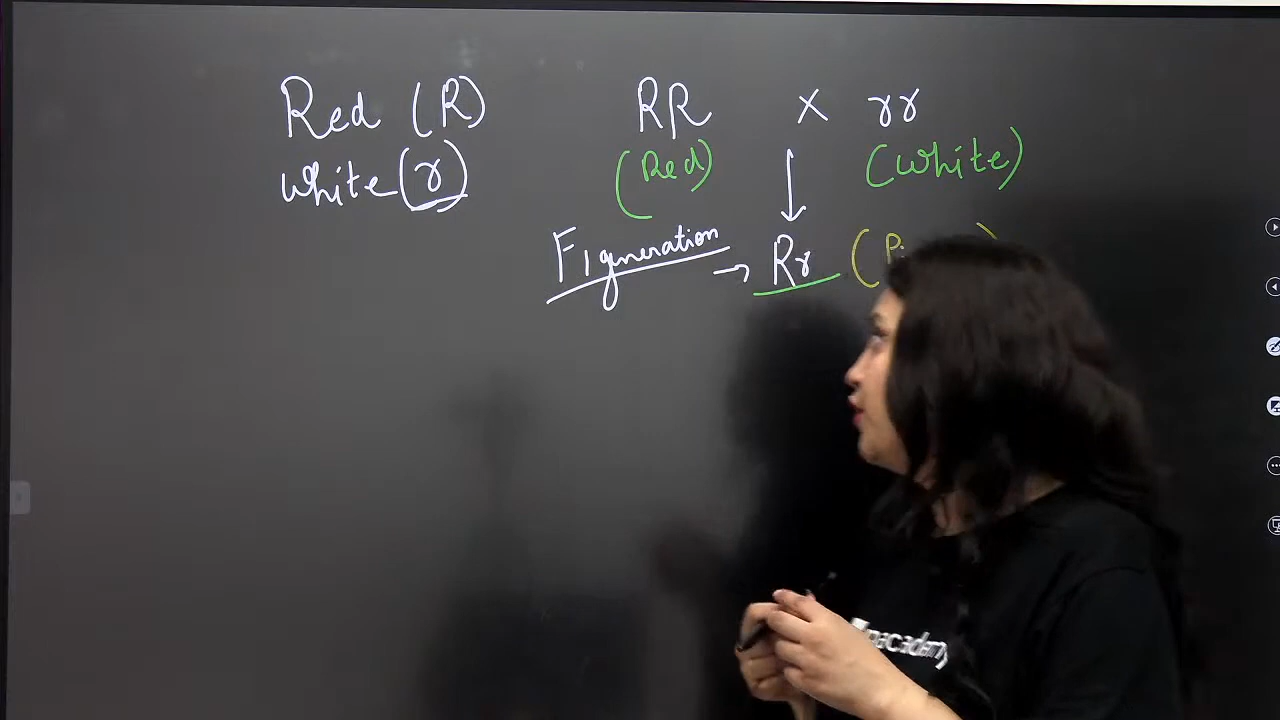 Red (R)
white (r)
RR x rr
(Red) (White)
F1 generation → Rr